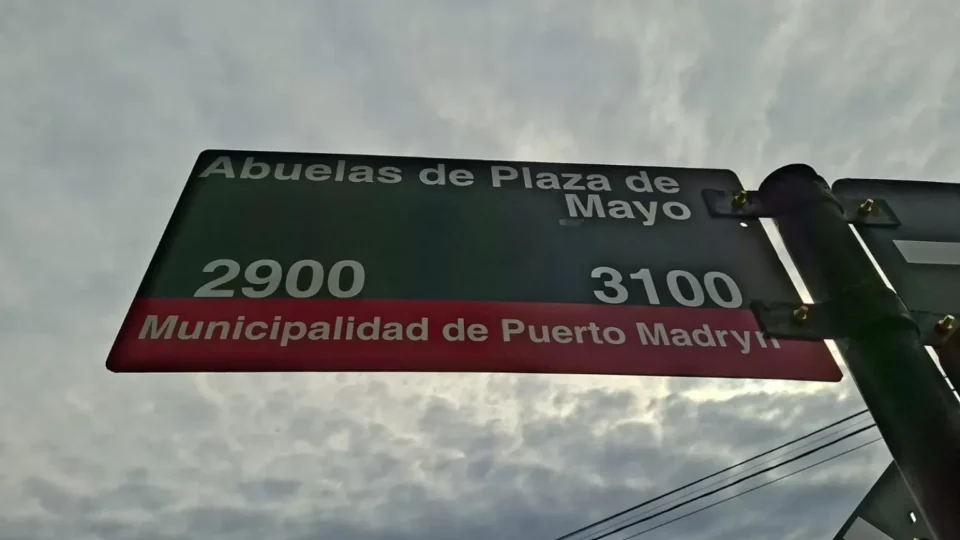 Abuelas de Plaza de
Mayo
2900 3100
Municipalidad de Puerto Madryn